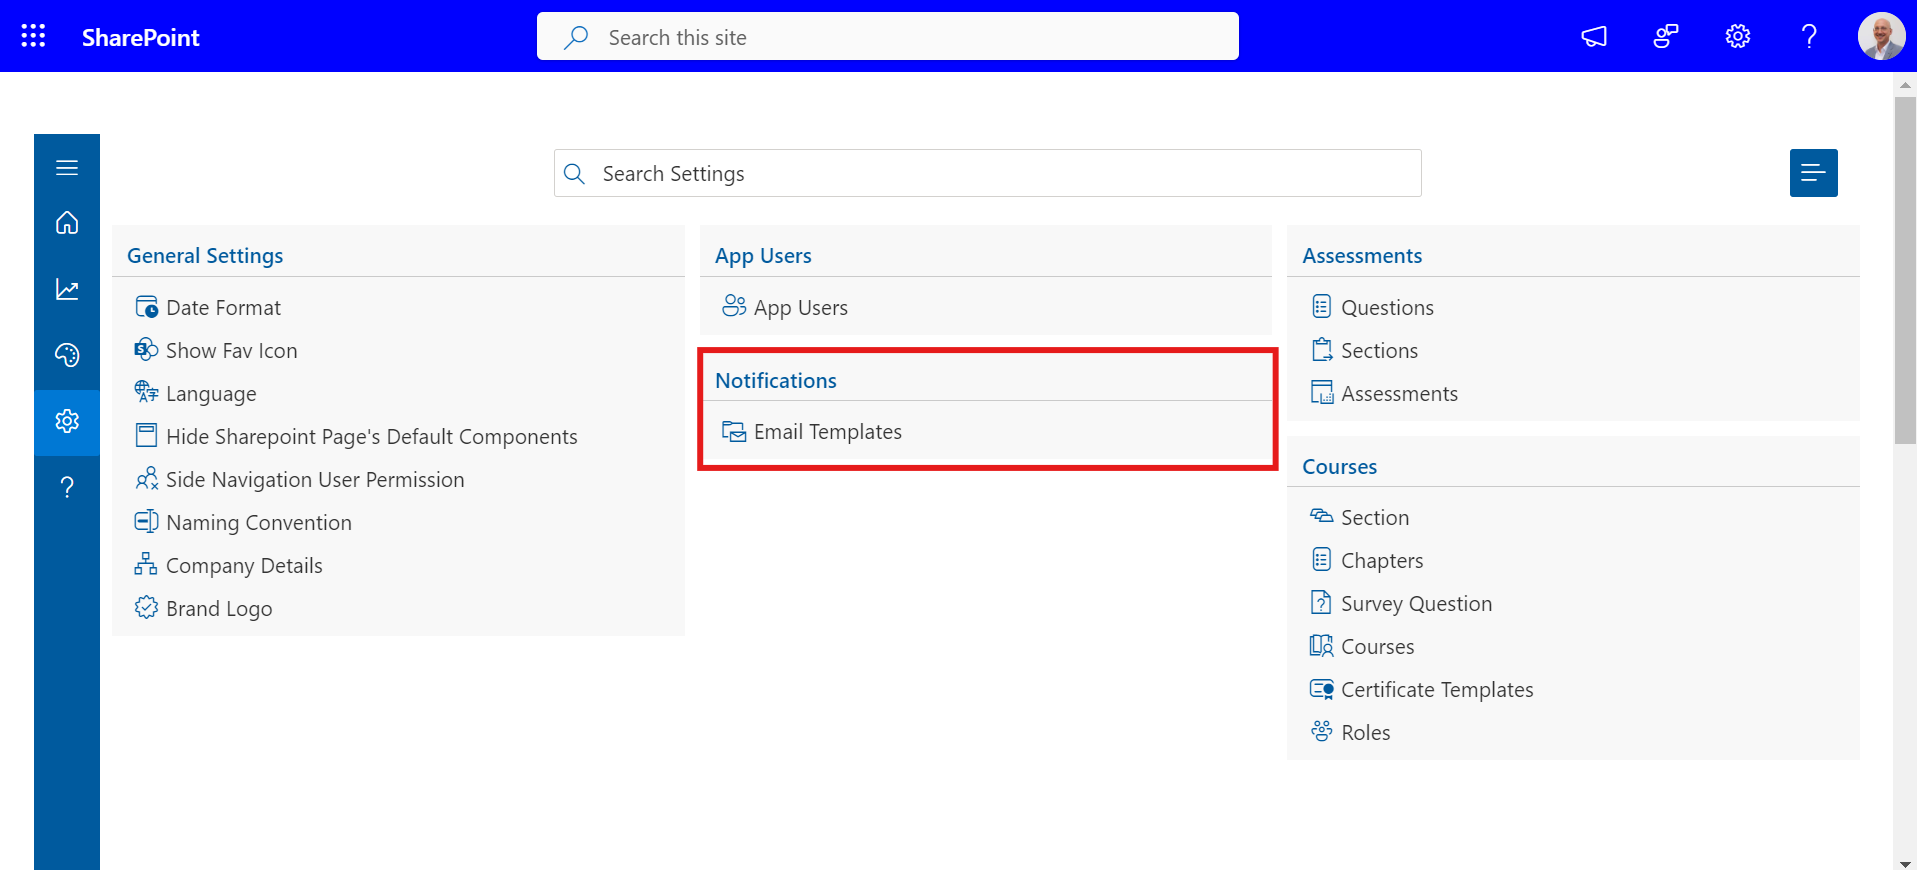 SharePoint
Search this site
Search Settings
General Settings
Date Format
Show Fav Icon
Language
Hide Sharepoint Page's Default Components
Side Navigation User Permission
Naming Convention
Company Details
Brand Logo
App Users
App Users
Notifications
Email Templates
Assessments
Questions
Sections
Assessments
Courses
Section
Chapters
Survey Question
Courses
Certificate Templates
Roles